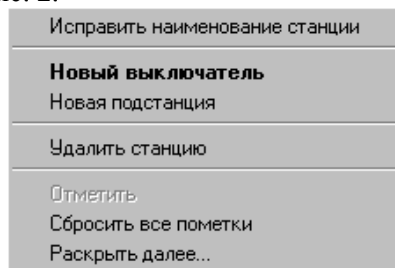 Исправить наименование станции
Новый выключатель
Новая подстанция
Удалить станцию
Отметить
Сбросить все пометки
Раскрыть далее...